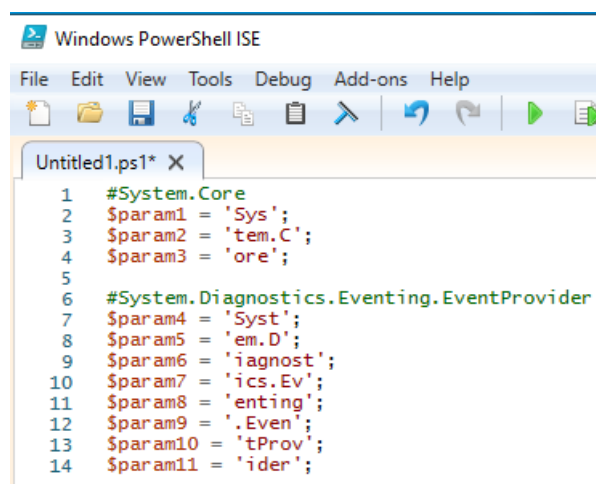 Windows PowerShell ISE
File Edit View Tools Debug Add-ons Help
Untitled1.ps1* X
1 #System.Core
2 $param1 = 'Sys';
3 $param2 = 'tem.C';
4 $param3 = 'ore';
5
6 #System.Diagnostics.Eventing.EventProvider
7 $param4 = 'Syst';
8 $param5 = 'em.D';
9 $param6 = 'iagnost';
10 $param7 = 'ics.Ev';
11 $param8 = 'enting';
12 $param9 = '.Even';
13 $param10 = 'tProv';
14 $param11 = 'ider';